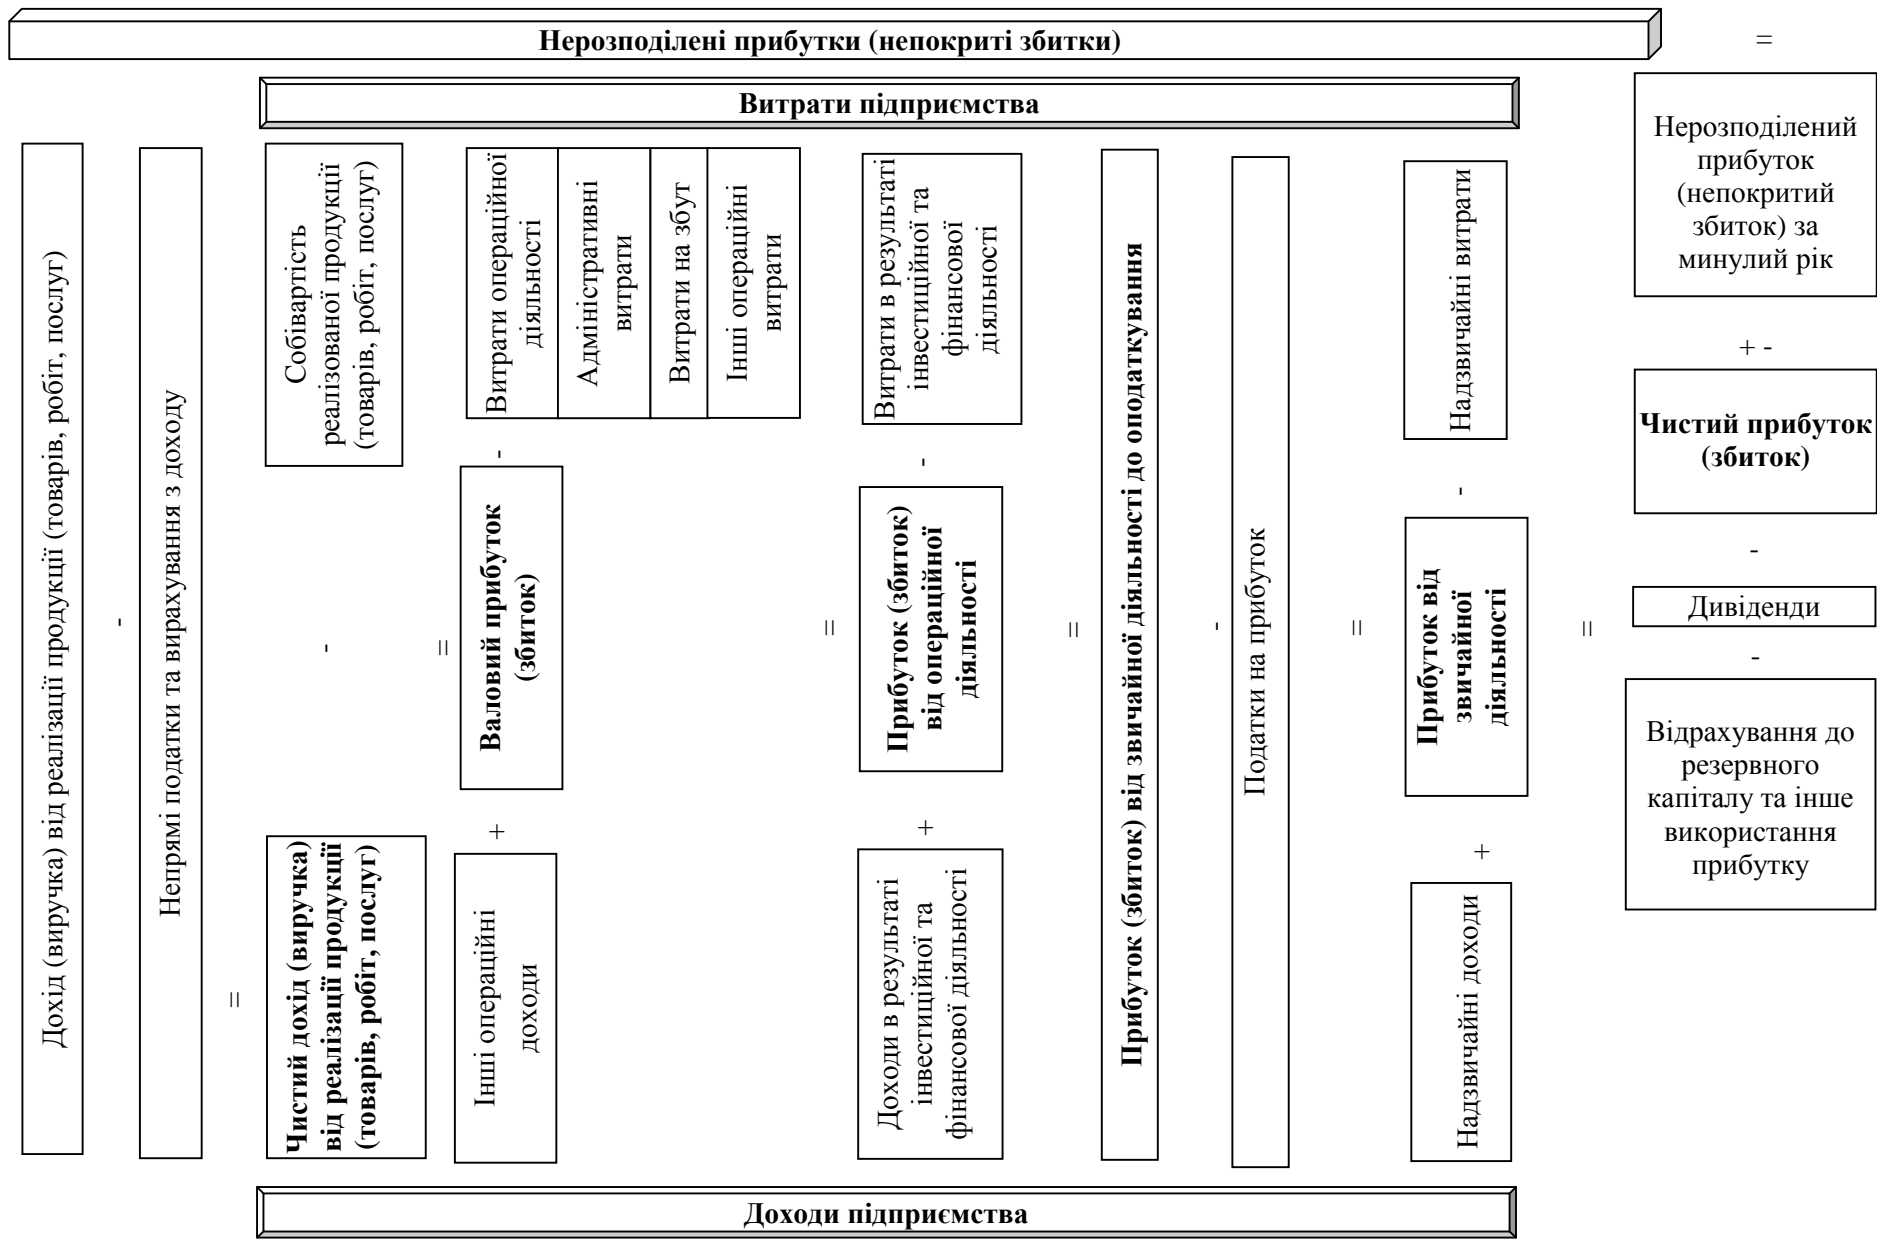 Нерозподілені прибутки (непокриті збитки)
=
Витрати підприємства
Дохід (виручка) від реалізації продукції (товарів, робіт, послуг)
-
Непрямі податки та вирахування з доходу
=
Собівартість
реалізованої продукції
(товарів, робіт, послуг)
-
Чистий дохід (виручка)
від реалізації продукції
(товарів, робіт, послуг)
=
Витрати операційної
діяльності
Адміністративні
витрати
Витрати на збут
Інші операційні
витрати
-
Валовий прибуток
(збиток)
+
Інші операційні
доходи
=
Витрати в результаті
інвестиційної та
фінансової
діяльності
-
Прибуток (збиток)
від операційної
діяльності
+
Доходи в результаті
інвестиційної та
фінансової діяльності
=
Прибуток (збиток) від звичайної діяльності до оподаткування
-
Податки на прибуток
=
Надзвичайні витрати
-
Прибуток від
звичайної
діяльності
+
Надзвичайні доходи
=
Нерозподілений
прибуток
(непокритий
збиток) за
минулий рік
+ -
Чистий прибуток
(збиток)
-
Дивіденди
-
Відрахування до
резервного
капіталу та інше
використання
прибутку
Доходи підприємства